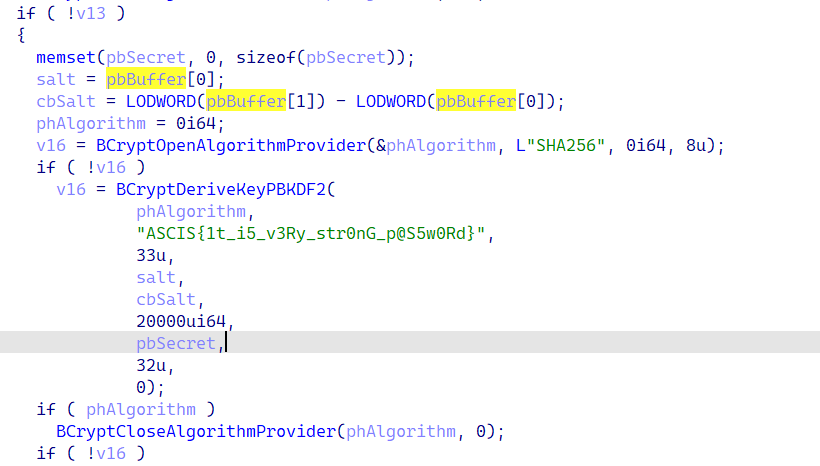 if ( !v13 )
{
memset(pbSecret, 0, sizeof(pbSecret));
salt = pbBuffer[0];
cbSalt = LODWORD(pbBuffer[1]) - LODWORD(pbBuffer[0]);
phAlgorithm = 0i64;
v16 = BCryptOpenAlgorithmProvider(&phAlgorithm, L"SHA256", 0i64, 8u);
if ( !v16 )
v16 = BCryptDeriveKeyPBKDF2(
phAlgorithm,
"ASCIS{1t_i5_v3Ry_str0nG_p@S5w0Rd}",
33u,
salt,
cbSalt,
20000ui64,
pbSecret,
32u,
0);
if ( phAlgorithm )
BCryptCloseAlgorithmProvider(phAlgorithm, 0);
if ( !v16 )